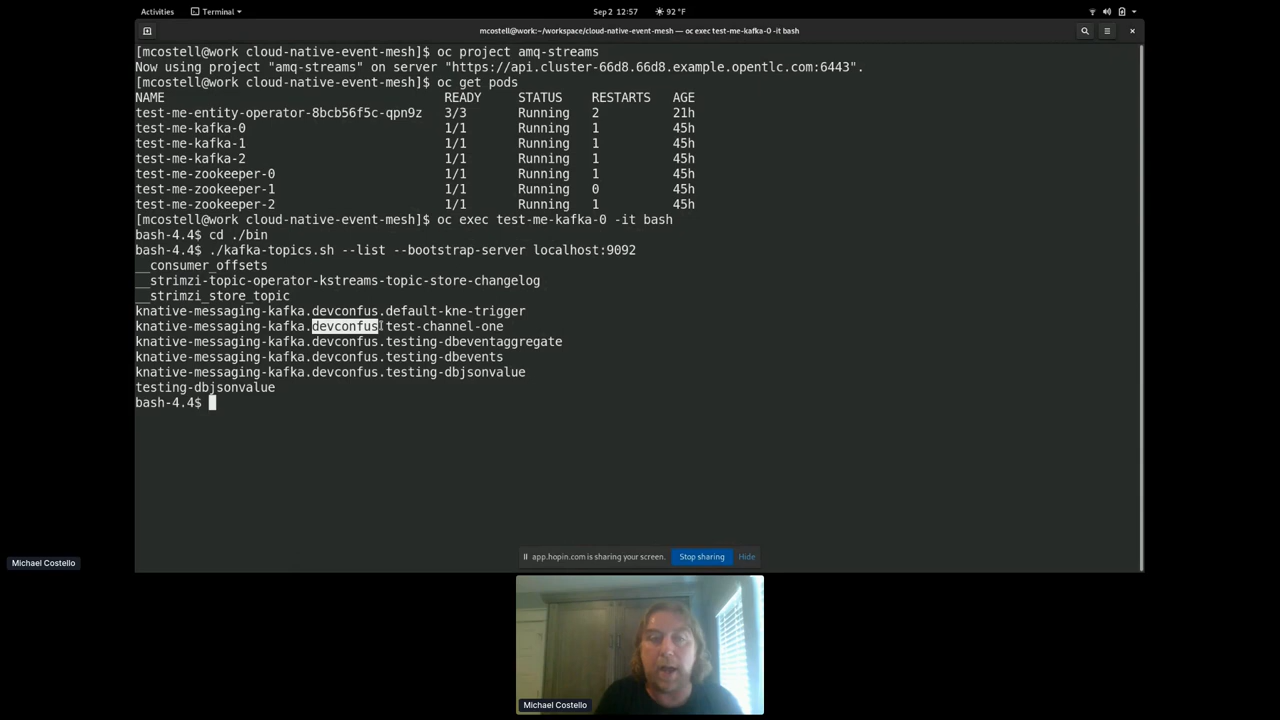 Activities Terminal Sep 2 12:57 92 °F
mcostell@work:~/workspace/cloud-native-event-mesh — oc exec test-me-kafka-0 -it bash
[mcostell@work cloud-native-event-mesh]$ oc project amq-streams
Now using project "amq-streams" on server "https://api.cluster-66d8.66d8.example.opentlc.com:6443".
[mcostell@work cloud-native-event-mesh]$ oc get pods
NAME READY STATUS RESTARTS AGE
test-me-entity-operator-8bcb56f5c-qpn9z 3/3 Running 2 21h
test-me-kafka-0 1/1 Running 1 45h
test-me-kafka-1 1/1 Running 1 45h
test-me-kafka-2 1/1 Running 1 45h
test-me-zookeeper-0 1/1 Running 1 45h
test-me-zookeeper-1 1/1 Running 0 45h
test-me-zookeeper-2 1/1 Running 1 45h
[mcostell@work cloud-native-event-mesh]$ oc exec test-me-kafka-0 -it bash
bash-4.4$ cd ./bin
bash-4.4$ ./kafka-topics.sh --list --bootstrap-server localhost:9092
__consumer_offsets
__strimzi-topic-operator-kstreams-topic-store-changelog
__strimzi_store_topic
knative-messaging-kafka.devconfus.default-kne-trigger
knative-messaging-kafka.devconfus.test-channel-one
knative-messaging-kafka.devconfus.testing-dbeventaggregate
knative-messaging-kafka.devconfus.testing-dbevents
knative-messaging-kafka.devconfus.testing-dbjsonvalue
testing-dbjsonvalue
bash-4.4$
app.hopin.com is sharing your screen. Stop sharing Hide
Michael Costello
Michael Costello